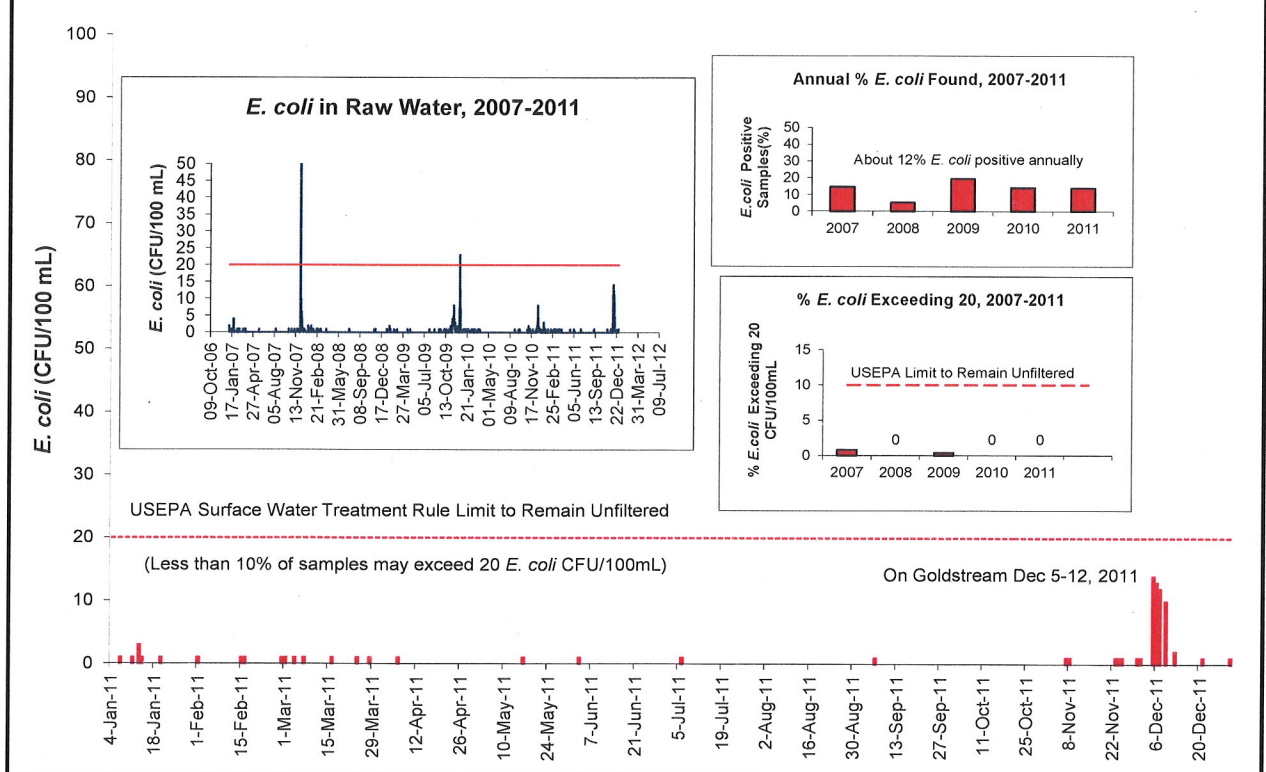 E. coli (CFU/100 mL)
100
90
80
70
60
50
40
30
20
10
0
E. coli in Raw Water, 2007-2011
E. coli (CFU/100 mL)
50
45
40
35
30
25
20
15
10
5
0
09-Oct-06
17-Jan-07
27-Apr-07
05-Aug-07
13-Nov-07
21-Feb-08
31-May-08
08-Sep-08
17-Dec-08
27-Mar-09
05-Jul-09
13-Oct-09
21-Jan-10
01-May-10
09-Aug-10
17-Nov-10
25-Feb-11
05-Jun-11
13-Sep-11
22-Dec-11
31-Mar-12
09-Jul-12
Annual % E. coli Found, 2007-2011
E.coli Positive
Samples(%)
50
40
30
20
10
0
About 12% E. coli positive annually
2007
2008
2009
2010
2011
% E. coli Exceeding 20, 2007-2011
% E.coli Exceeding 20
CFU/100mL
15
10
5
0
USEPA Limit to Remain Unfiltered
0
0
0
2007
2008
2009
2010
2011
USEPA Surface Water Treatment Rule Limit to Remain Unfiltered
(Less than 10% of samples may exceed 20 E. coli CFU/100mL)
On Goldstream Dec 5-12, 2011
4-Jan-11
18-Jan-11
1-Feb-11
15-Feb-11
1-Mar-11
15-Mar-11
29-Mar-11
12-Apr-11
26-Apr-11
10-May-11
24-May-11
7-Jun-11
21-Jun-11
5-Jul-11
19-Jul-11
2-Aug-11
16-Aug-11
30-Aug-11
13-Sep-11
27-Sep-11
11-Oct-11
25-Oct-11
8-Nov-11
22-Nov-11
6-Dec-11
20-Dec-11